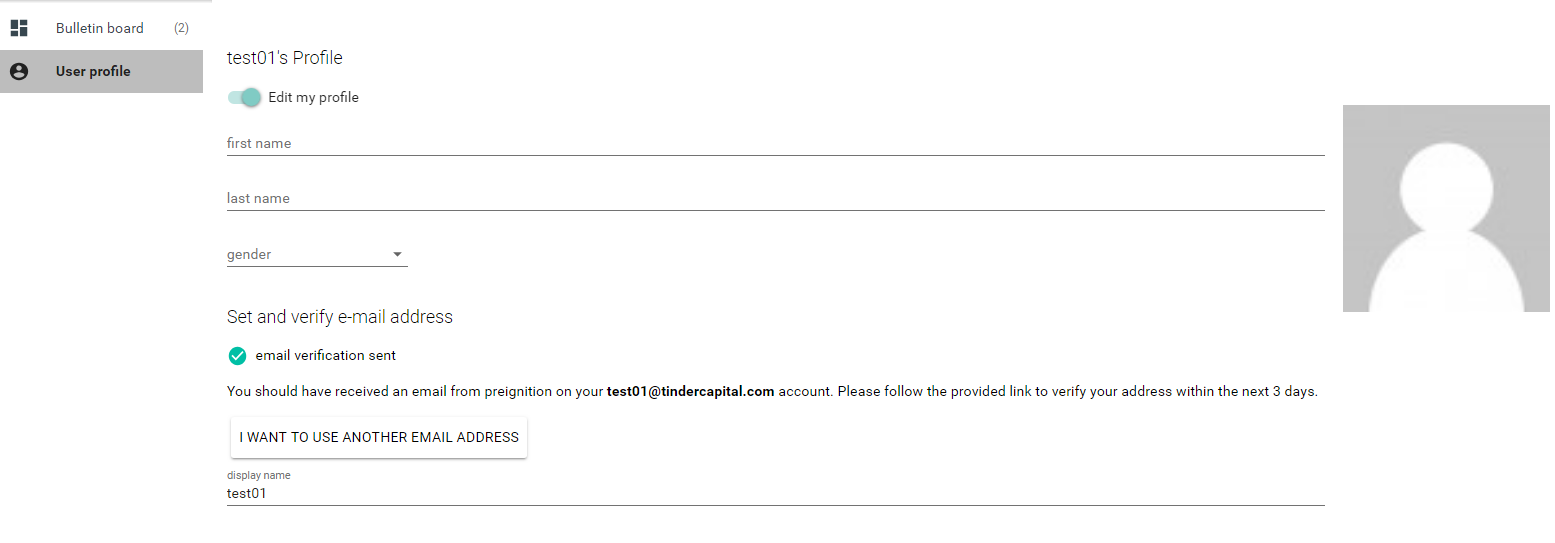 Bulletin board (2)
User profile
test01's Profile
Edit my profile
first name
last name
gender
Set and verify e-mail address
email verification sent
You should have received an email from preignition on your test01@tindercapital.com account. Please follow the provided link to verify your address within the next 3 days.
I WANT TO USE ANOTHER EMAIL ADDRESS
display name
test01